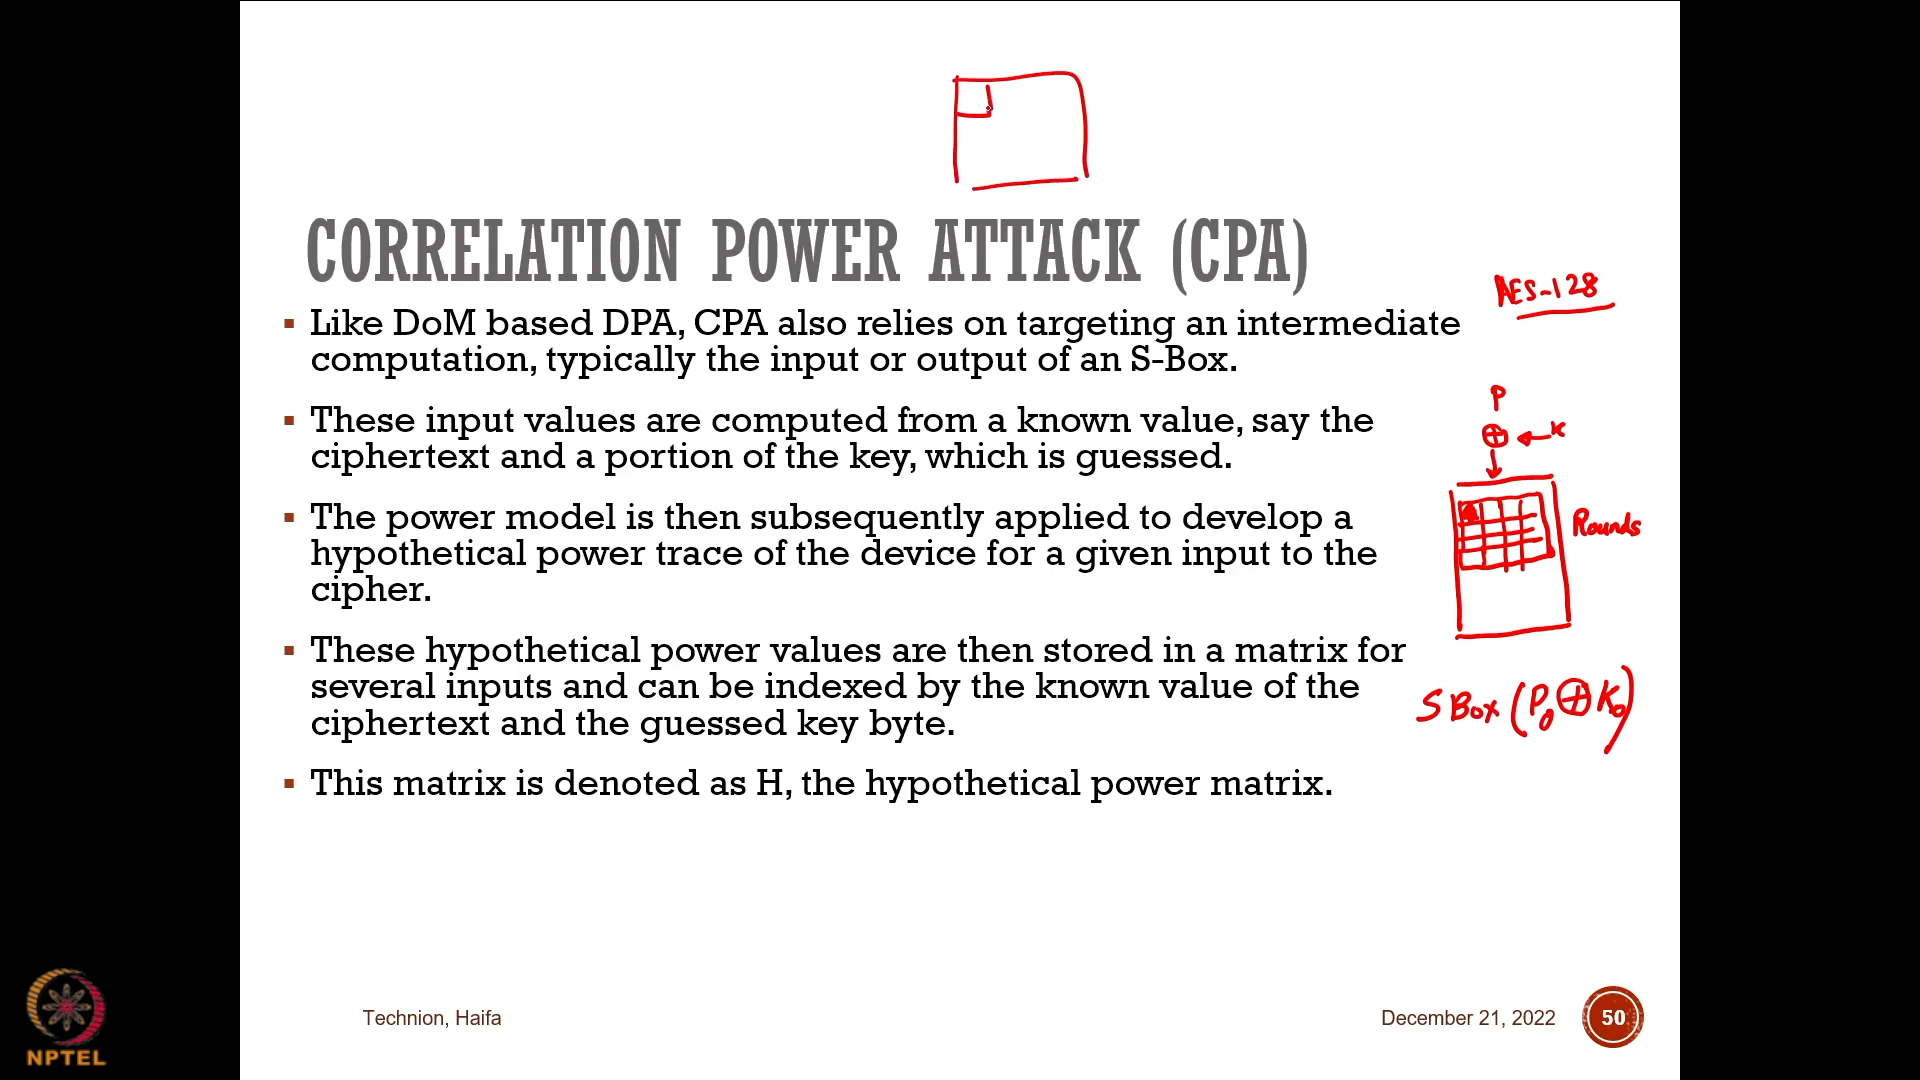 CORRELATION POWER ATTACK (CPA)
▪ Like DoM based DPA, CPA also relies on targeting an intermediate
computation, typically the input or output of an S-Box.
▪ These input values are computed from a known value, say the
ciphertext and a portion of the key, which is guessed.
▪ The power model is then subsequently applied to develop a
hypothetical power trace of the device for a given input to the
cipher.
▪ These hypothetical power values are then stored in a matrix for
several inputs and can be indexed by the known value of the
ciphertext and the guessed key byte.
▪ This matrix is denoted as H, the hypothetical power matrix.
AES-128
P
⊕ ← K
Rounds
S Box (P₀ ⊕ K₀)
Technion, Haifa
December 21, 2022
50
NPTEL